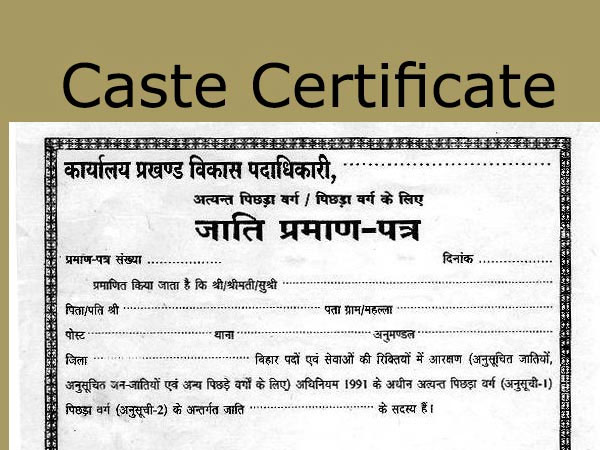 Caste Certificate
कार्यालय प्रखण्ड विकास पदाधिकारी, ....................
अत्यन्त पिछड़ा वर्ग / पिछड़ा वर्ग के लिए
जाति प्रमाण-पत्र
प्रमाण-पत्र संख्या .................... दिनांक ....................
प्रमाणित किया जाता है कि श्री/श्रीमती/सुश्री ....................
पिता/पति श्री .................... पता ग्राम/महल्ला ....................
पोस्ट .................... थाना .................... अनुमण्डल ....................
जिला .................... बिहार पदों एवं सेवाओं की रिक्तियों में आरक्षण (अनुसूचित जातियों,
अनुसूचित जन-जातियों एवं अन्य पिछड़े वर्गों के लिए) अधिनियम 1991 के अधीन अत्यन्त पिछड़ा वर्ग (अनुसूची-1)
पिछड़ा वर्ग (अनुसूची-2) के अन्तर्गत जाति .................... के सदस्य हैं।